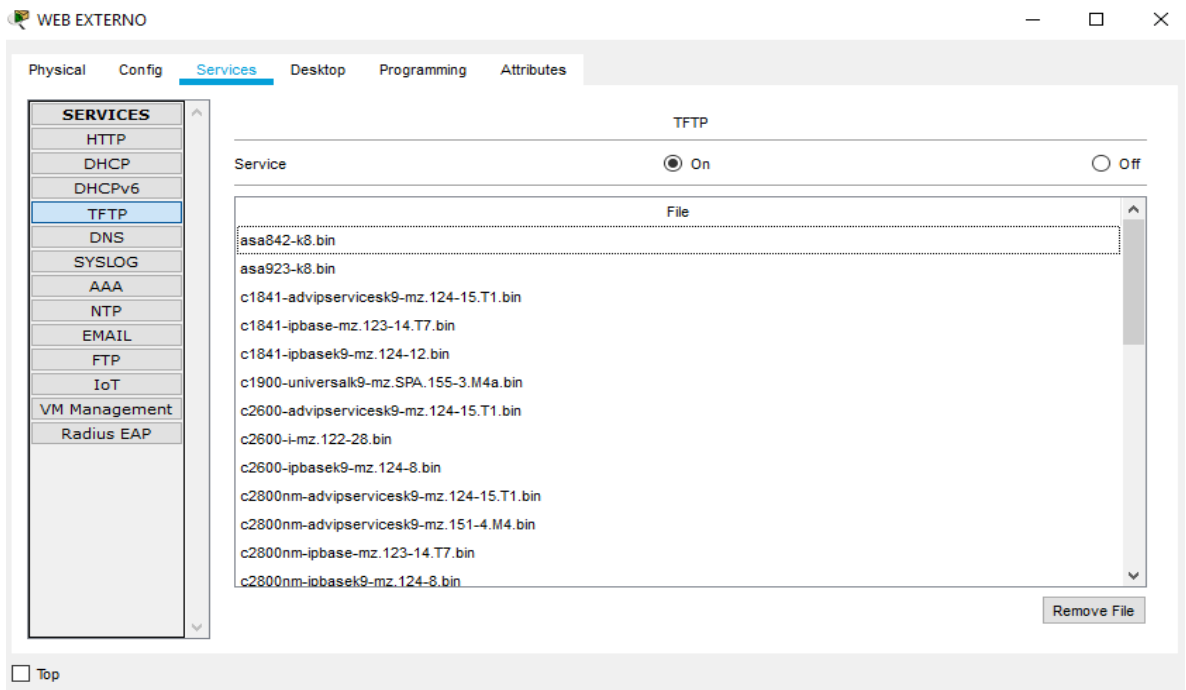 WEB EXTERNO
Physical Config Services Desktop Programming Attributes
SERVICES
HTTP
DHCP
DHCPv6
TFTP
DNS
SYSLOG
AAA
NTP
EMAIL
FTP
IoT
VM Management
Radius EAP
TFTP
Service On Off
File
asa842-k8.bin
asa923-k8.bin
c1841-advipservicesk9-mz.124-15.T1.bin
c1841-ipbase-mz.123-14.T7.bin
c1841-ipbasek9-mz.124-12.bin
c1900-universalk9-mz.SPA.155-3.M4a.bin
c2600-advipservicesk9-mz.124-15.T1.bin
c2600-i-mz.122-28.bin
c2600-ipbasek9-mz.124-8.bin
c2800nm-advipservicesk9-mz.124-15.T1.bin
c2800nm-advipservicesk9-mz.151-4.M4.bin
c2800nm-ipbase-mz.123-14.T7.bin
c2800nm-ipbasek9-mz.124-8.bin
Remove File
Top